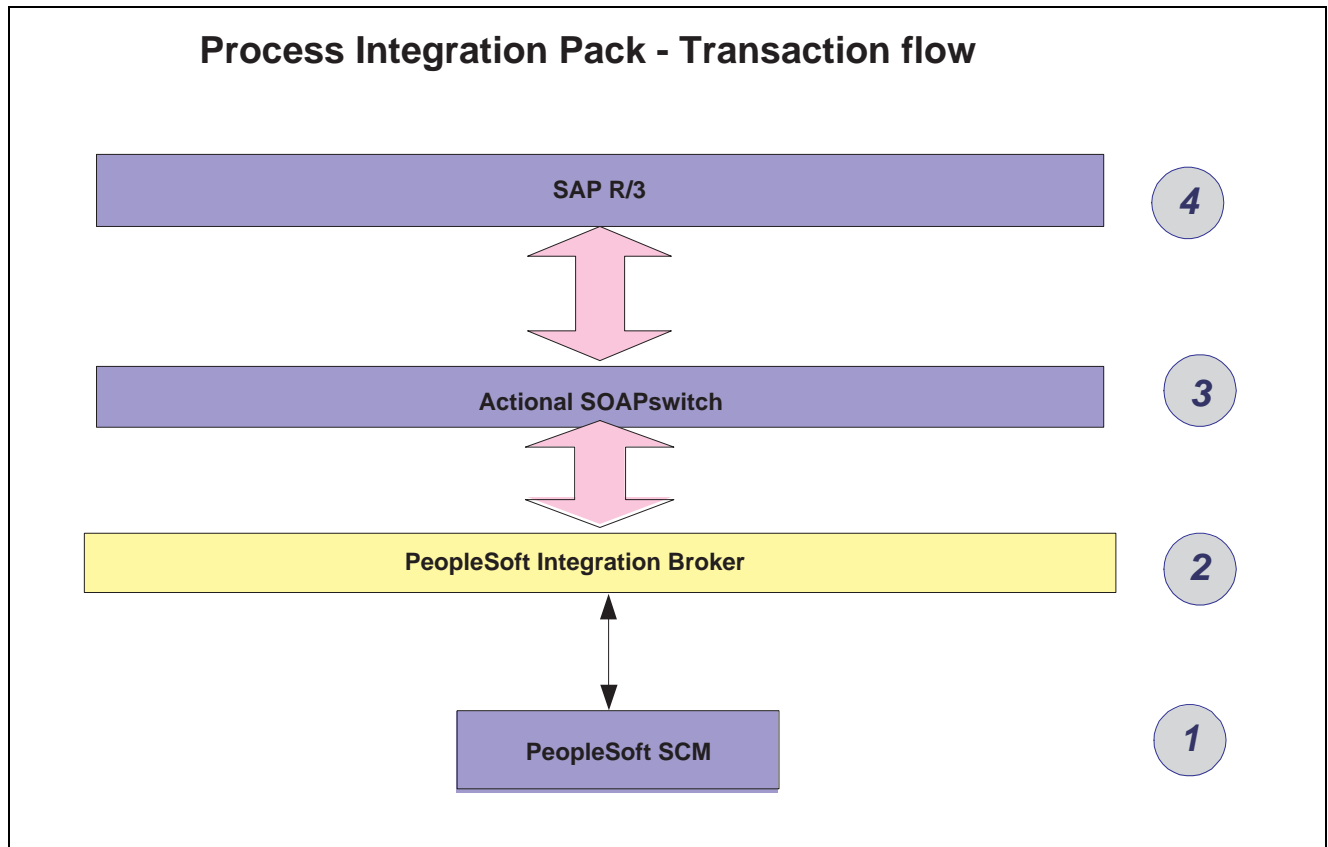 Process Integration Pack - Transaction flow
SAP R/3
4
Actional SOAPswitch
3
PeopleSoft Integration Broker
2
PeopleSoft SCM
1